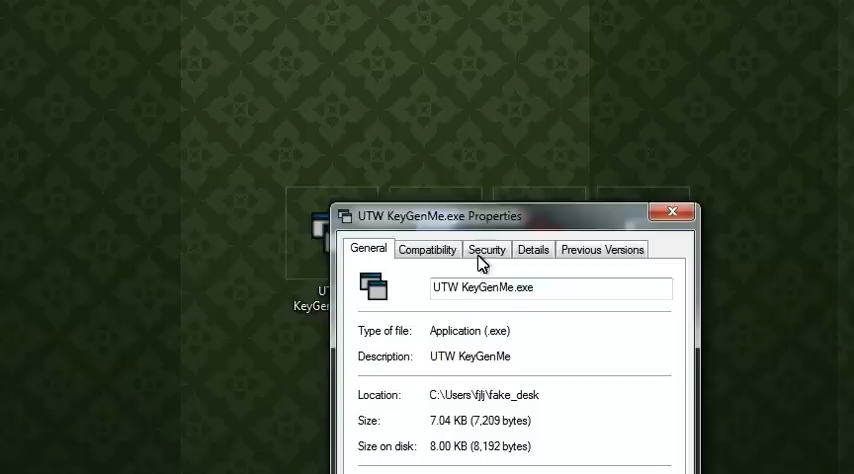 UTW KeyGenMe.exe Properties
General Compatibility Security Details Previous Versions
UTW KeyGenMe.exe
Type of file: Application (.exe)
Description: UTW KeyGenMe
Location: C:\Users\fjlj\fake_desk
Size: 7.04 KB (7,209 bytes)
Size on disk: 8.00 KB (8,192 bytes)